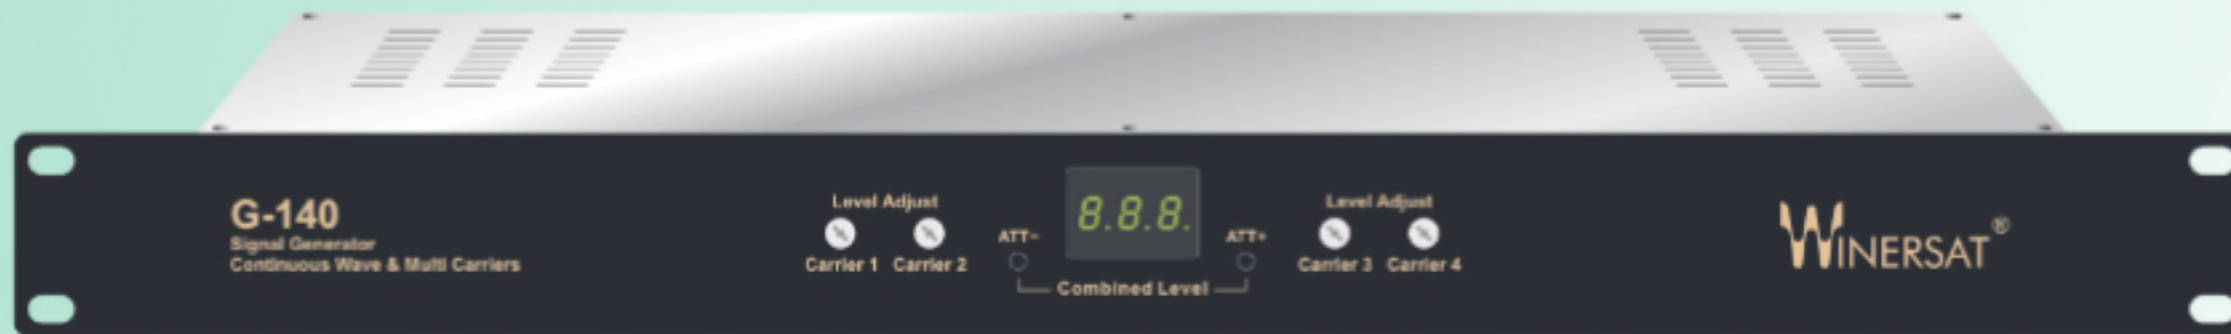 G-140
Signal Generator
Continuous Wave & Multi Carriers
Level Adjust
Carrier 1 Carrier 2
ATT-
8.8.8.
ATT+
Combined Level
Level Adjust
Carrier 3 Carrier 4
WINERSAT®